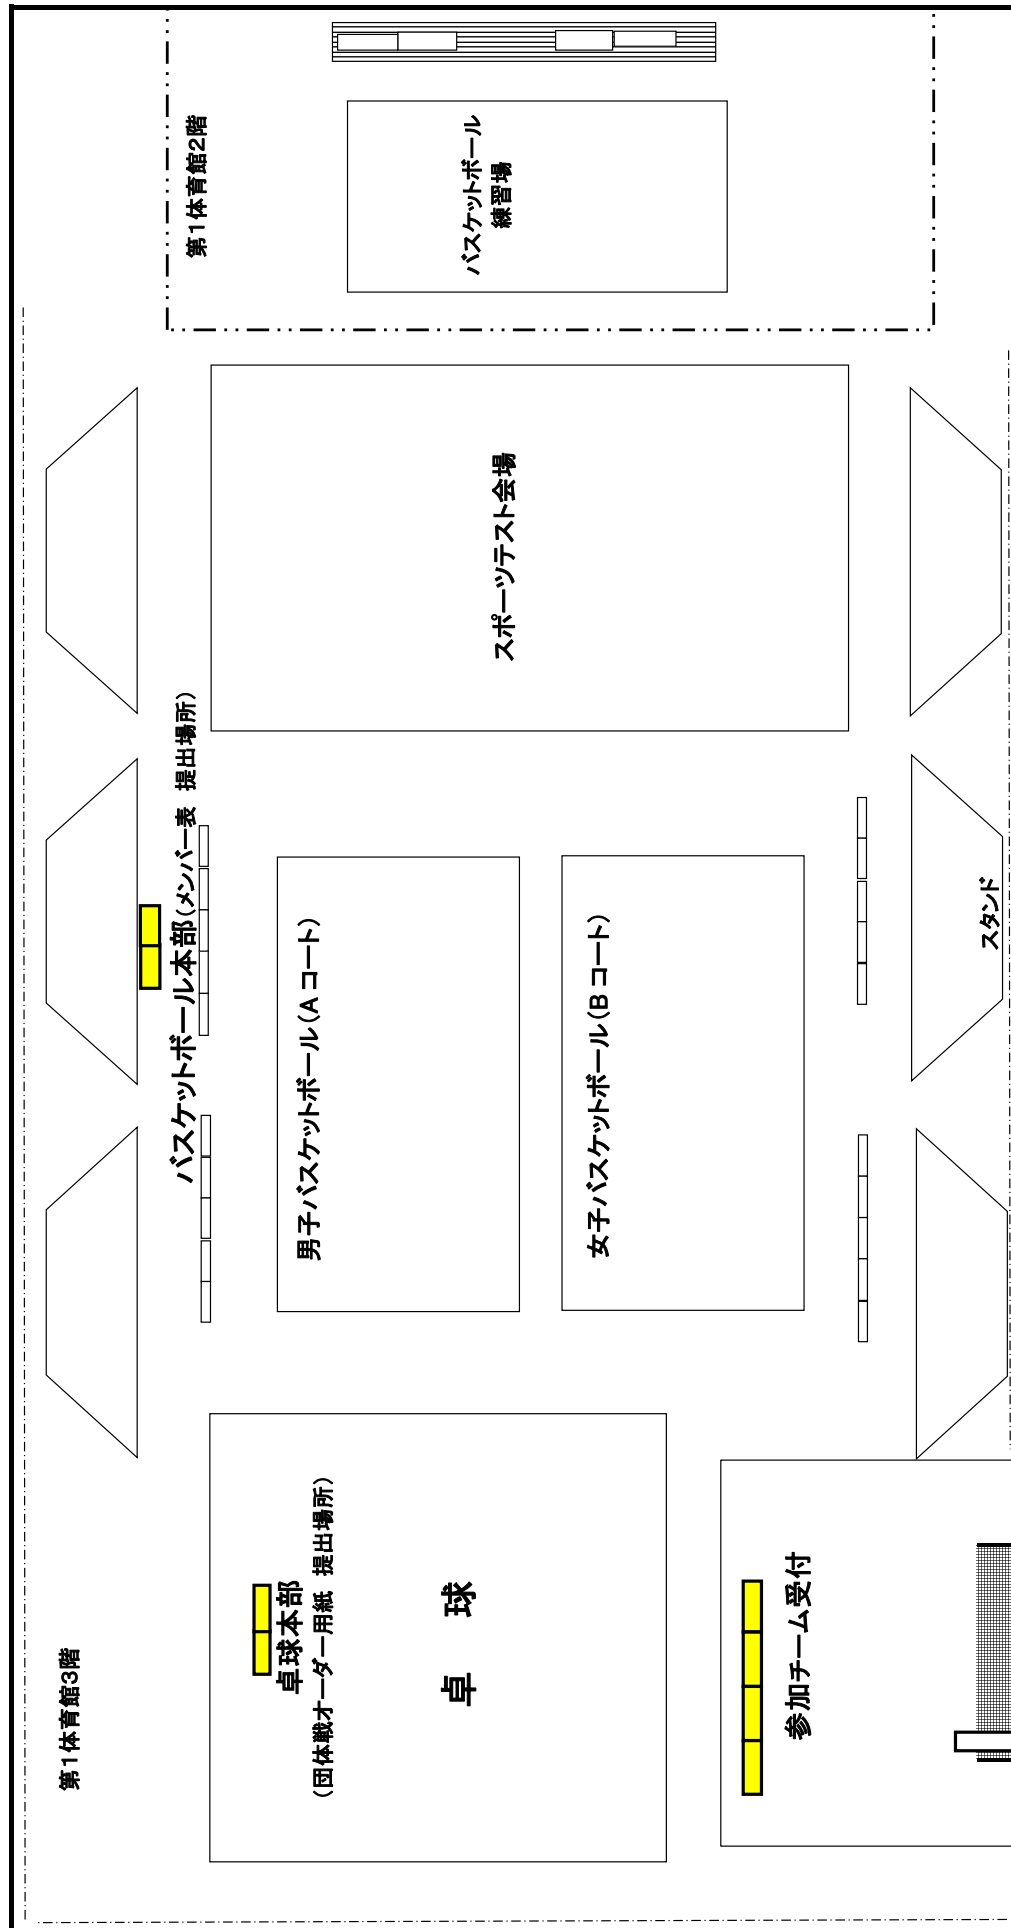 第1体育館2階
バスケットボール
練習場
スポーツテスト会場
バスケットボール本部(メンバー表 提出場所)
男子バスケットボール(Aコート)
女子バスケットボール(Bコート)
スタンド
第1体育館3階
卓球本部
(団体戦オーダー用紙 提出場所)
卓 球
参加チーム受付